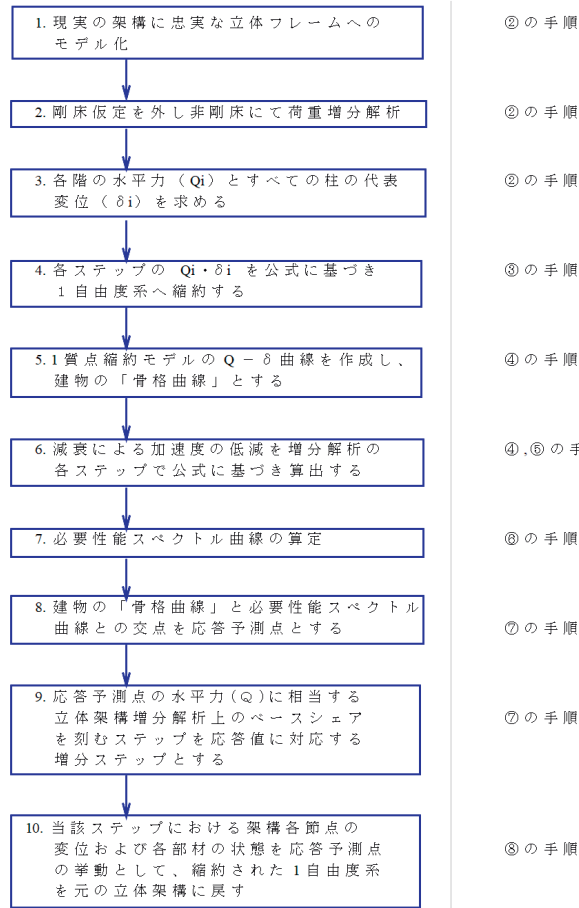 1. 現実の架構に忠実な立体フレームへの
モデル化
②の手順
2. 剛床仮定を外し非剛床にて荷重増分解析
②の手順
3. 各階の水平力（Qi）とすべての柱の代表
変位（δi）を求める
②の手順
4. 各ステップの Qi・δi を公式に基づき
１自由度系へ縮約する
③の手順
5. 1質点縮約モデルのＱ－δ曲線を作成し、
建物の「骨格曲線」とする
④の手順
6. 減衰による加速度の低減を増分解析の
各ステップで公式に基づき算出する
④,⑤の手
7. 必要性能スペクトル曲線の算定
⑥の手順
8. 建物の「骨格曲線」と必要性能スペクトル
曲線との交点を応答予測点とする
⑦の手順
9. 応答予測点の水平力(Ｑ)に相当する
立体架構増分解析上のベースシェア
を刻むステップを応答値に対応する
増分ステップとする
⑦の手順
10. 当該ステップにおける架構各節点の
変位および各部材の状態を応答予測点
の挙動として、縮約された1自由度系
を元の立体架構に戻す
⑧の手順